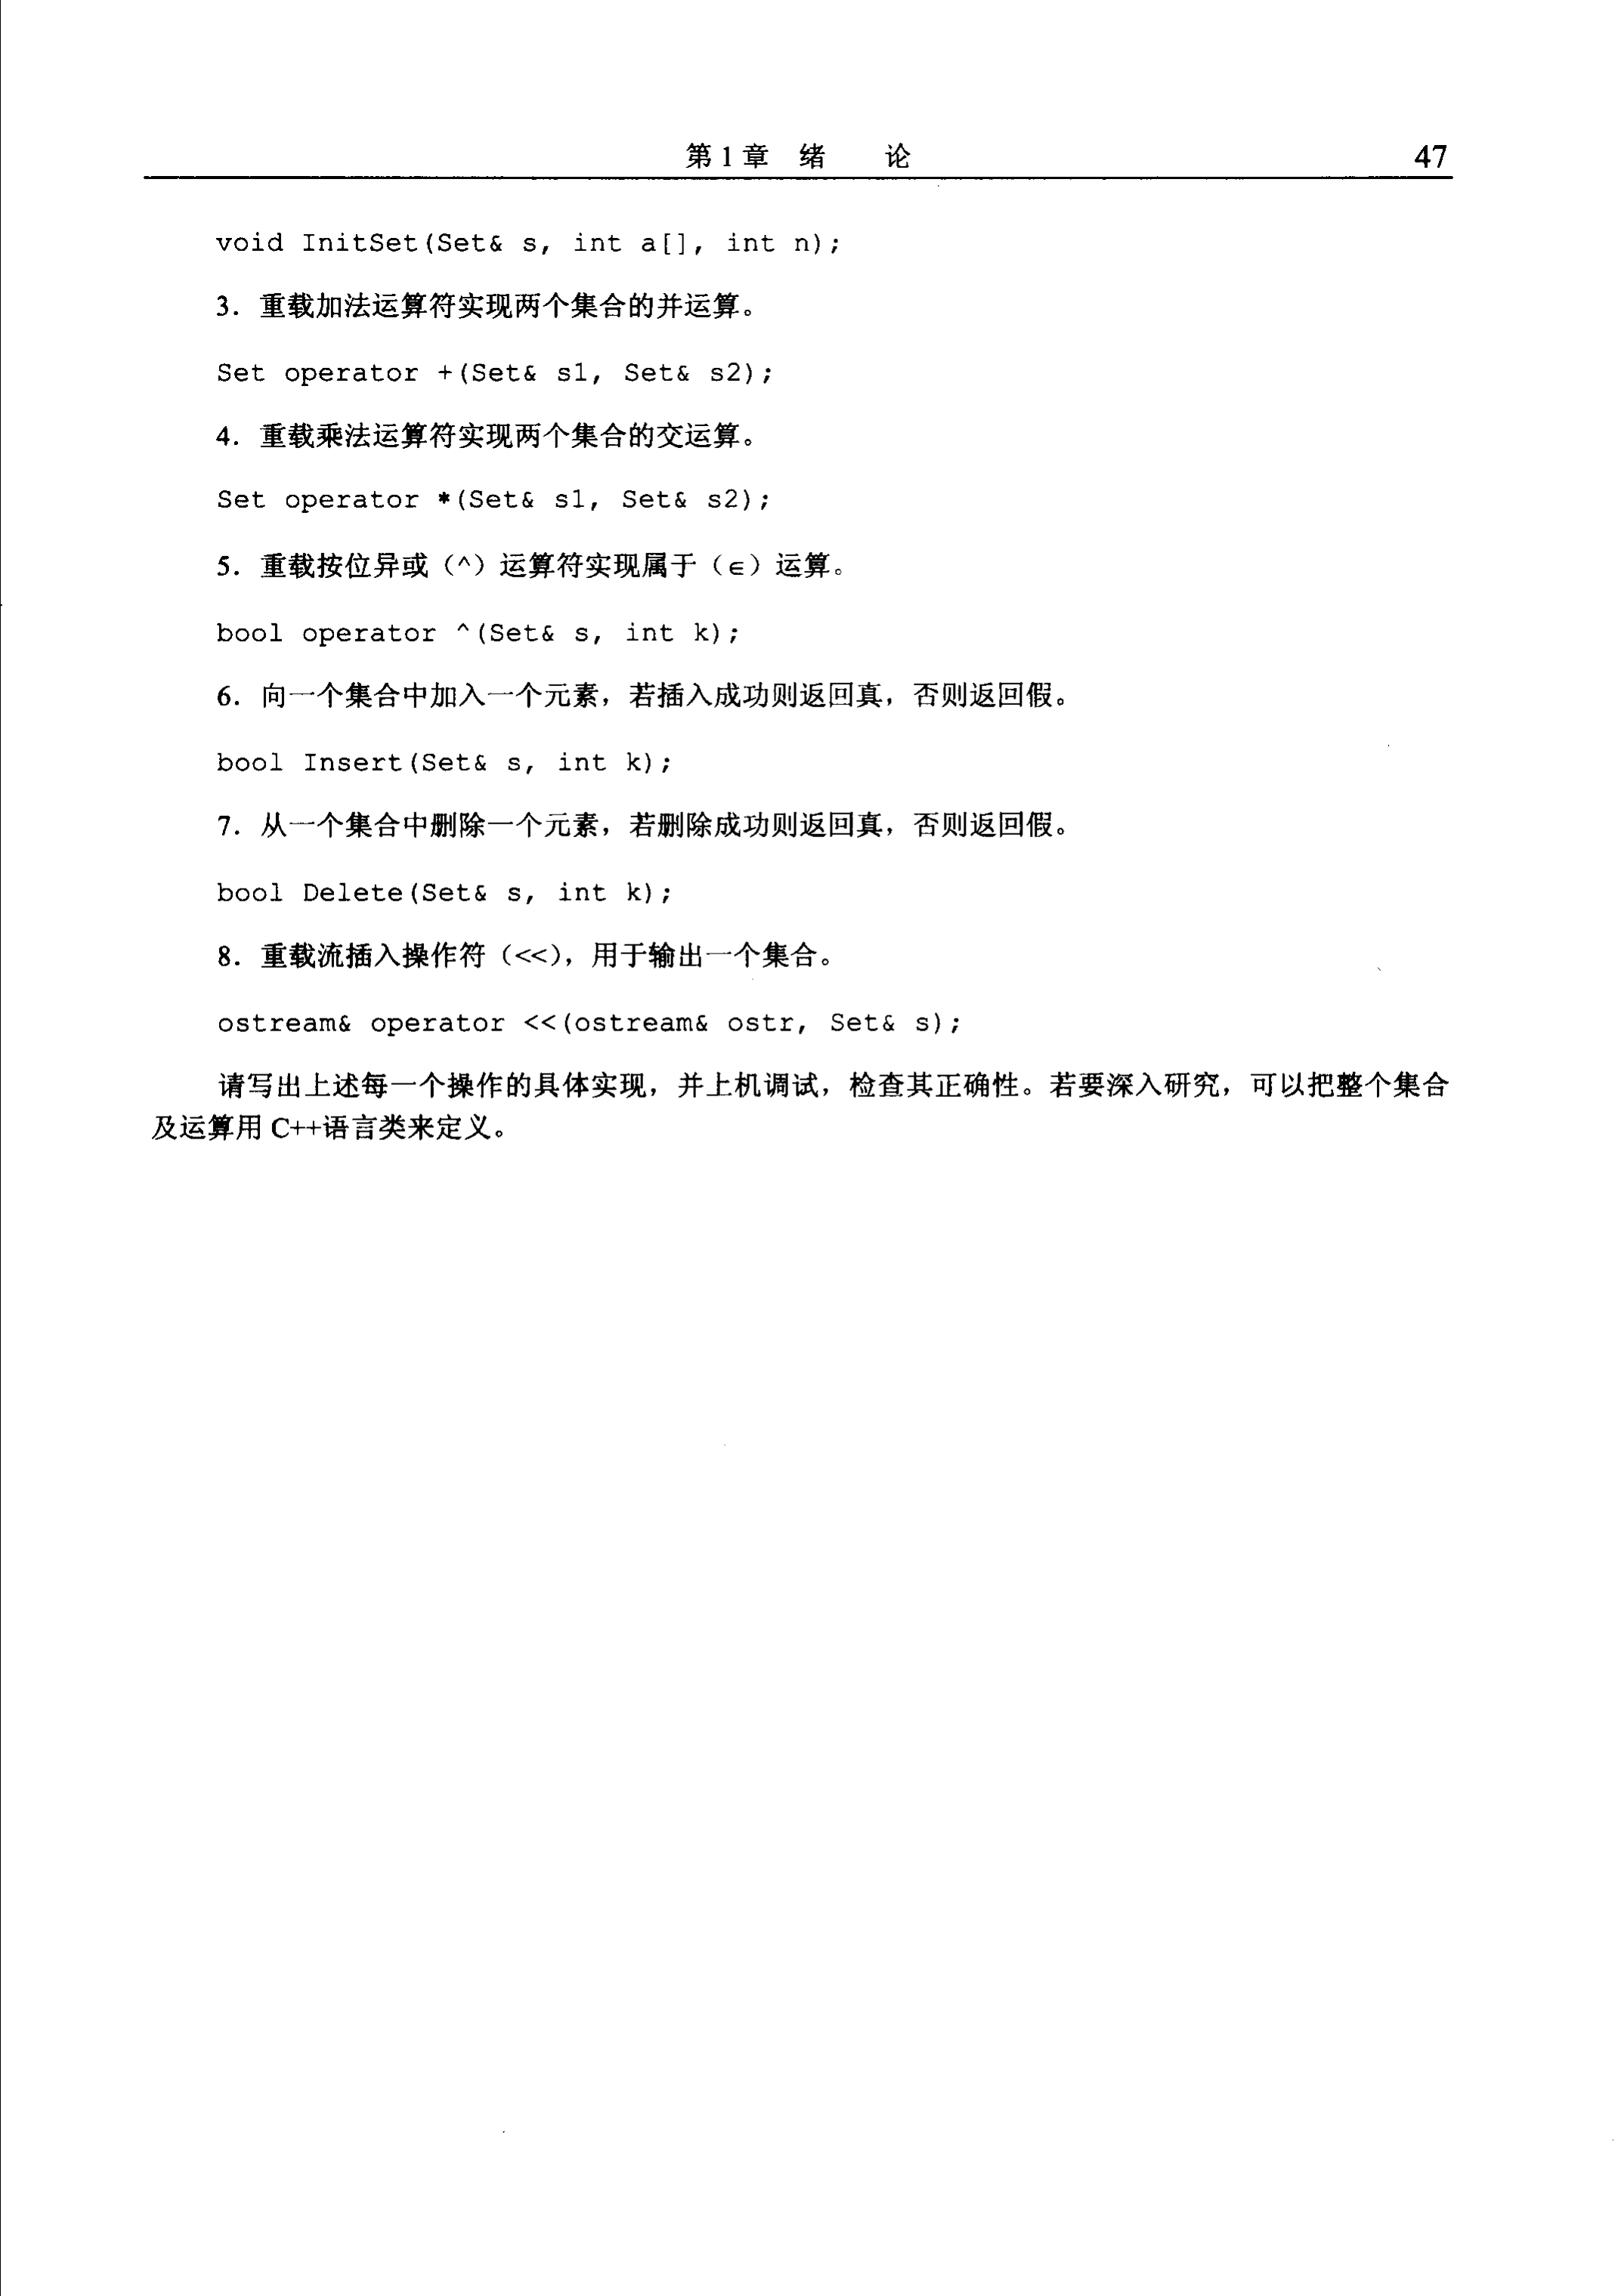 第1章 绪 论 47
void InitSet(Set& s, int a[], int n);
3．重载加法运算符实现两个集合的并运算。
Set operator +(Set& s1, Set& s2);
4．重载乘法运算符实现两个集合的交运算。
Set operator *(Set& s1, Set& s2);
5．重载按位异或（^）运算符实现属于（∈）运算。
bool operator ^(Set& s, int k);
6．向一个集合中加入一个元素，若插入成功则返回真，否则返回假。
bool Insert(Set& s, int k);
7．从一个集合中删除一个元素，若删除成功则返回真，否则返回假。
bool Delete(Set& s, int k);
8．重载流插入操作符（<<），用于输出一个集合。
ostream& operator <<(ostream& ostr, Set& s);
请写出上述每一个操作的具体实现，并上机调试，检查其正确性。若要深入研究，可以把整个集合
及运算用 C++语言类来定义。